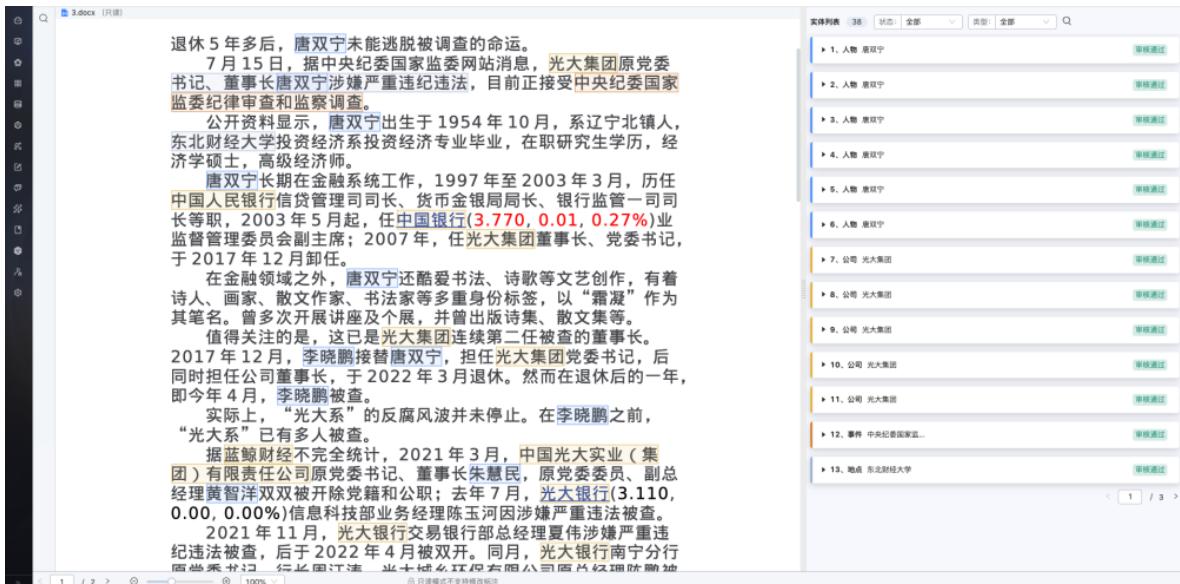 3.docx (只读)
退休 5 年多后，唐双宁未能逃脱被调查的命运。
7 月 15 日，据中央纪委国家监委网站消息，光大集团原党委
书记、董事长唐双宁涉嫌严重违纪违法，目前正接受中央纪委国家
监委纪律审查和监察调查。
公开资料显示，唐双宁出生于 1954 年 10 月，系辽宁北镇人，
东北财经大学投资经济系投资经济专业毕业，在职研究生学历，经
济学硕士，高级经济师。
唐双宁长期在金融系统工作，1997 年至 2003 年 3 月，历任
中国人民银行信贷管理司司长、货币金银局局长、银行监管一司司
长等职，2003 年 5 月起，任中国银行(3.770, 0.01, 0.27%)业
监督管理委员会副主席；2007 年，任光大集团董事长、党委书记，
于 2017 年 12 月卸任。
在金融领域之外，唐双宁还酷爱书法、诗歌等文艺创作，有着
诗人、画家、散文作家、书法家等多重身份标签，以“霜凝”作为
其笔名。曾多次开展讲座及个展，并曾出版诗集、散文集等。
值得关注的是，这已是光大集团连续第二任被查的董事长。
2017 年 12 月，李晓鹏接替唐双宁，担任光大集团党委书记，后
同时担任公司董事长，于 2022 年 3 月退休。然而在退休后的一年，
即今年 4 月，李晓鹏被查。
实际上，“光大系”的反腐风波并未停止。在李晓鹏之前，
“光大系”已有多人被查。
据蓝鲸财经不完全统计，2021 年 3 月，中国光大实业（集
团）有限责任公司原党委书记、董事长朱慧民，原党委委员、副总
经理黄智洋双双被开除党籍和公职；去年 7 月，光大银行(3.110,
0.00, 0.00%)信息科技部业务经理陈玉河因涉嫌严重违法被查。
2021 年 11 月，光大银行交易银行部总经理夏伟涉嫌严重违
纪违法被查，后于 2022 年 4 月被双开。同月，光大银行南宁分行
原党委书记、行长周江涛、光大城乡环保有限公司原总经理陈鹏被
1 / 2
100%
只读模式不支持修改标注
实体列表 38 状态: 全部 类型: 全部
1、人物 唐双宁 审核通过
2、人物 唐双宁 审核通过
3、人物 唐双宁 审核通过
4、人物 唐双宁 审核通过
5、人物 唐双宁 审核通过
6、人物 唐双宁 审核通过
7、公司 光大集团 审核通过
8、公司 光大集团 审核通过
9、公司 光大集团 审核通过
10、公司 光大集团 审核通过
11、公司 光大集团 审核通过
12、事件 中央纪委国家监... 审核通过
13、地点 东北财经大学 审核通过
1 / 3